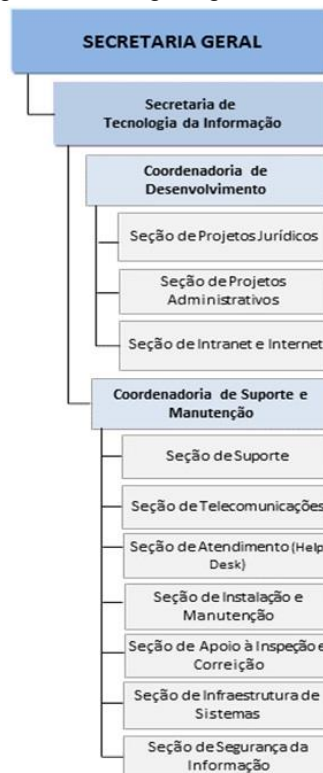 SECRETARIA GERAL
Secretaria de
Tecnologia da Informação
Coordenadoria de
Desenvolvimento
Seção de Projetos Jurídicos
Seção de Projetos
Administrativos
Seção de Intranet e Internet
Coordenadoria de Suporte e
Manutenção
Seção de Suporte
Seção de Telecomunicações
Seção de Atendimento (Help
Desk)
Seção de Instalação e
Manutenção
Seção de Apoio à Inspeção e
Correição
Seção de Infraestrutura de
Sistemas
Seção de Segurança da
Informação